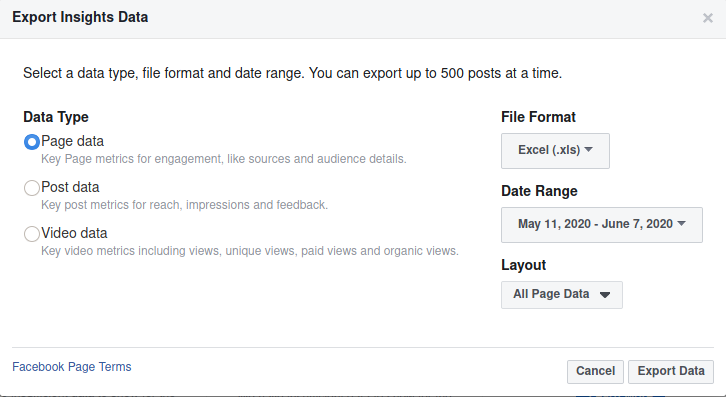 Export Insights Data
Select a data type, file format and date range. You can export up to 500 posts at a time.
Data Type
Page data
Key Page metrics for engagement, like sources and audience details.
Post data
Key post metrics for reach, impressions and feedback.
Video data
Key video metrics including views, unique views, paid views and organic views.
File Format
Excel (.xls)
Date Range
May 11, 2020 - June 7, 2020
Layout
All Page Data
Facebook Page Terms
Cancel
Export Data